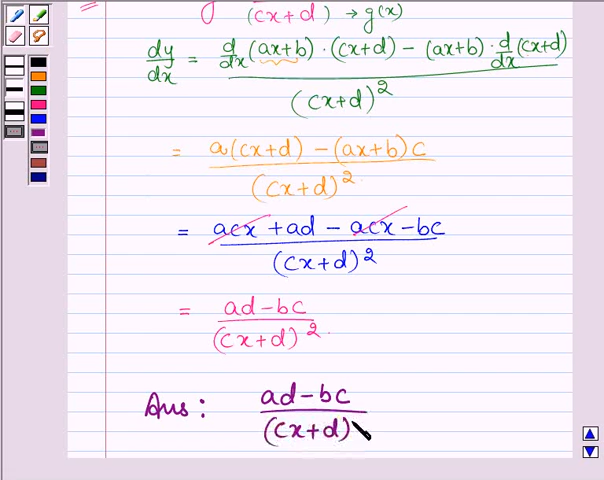 (cx+d) → g(x)
dy/dx = d/dx(ax+b)·(cx+d) − (ax+b)·d/dx(cx+d) / (cx+d)²
= a(cx+d) − (ax+b)c / (cx+d)²
= acx + ad − acx − bc / (cx+d)²
= ad − bc / (cx+d)²
Ans: ad − bc / (cx+d)